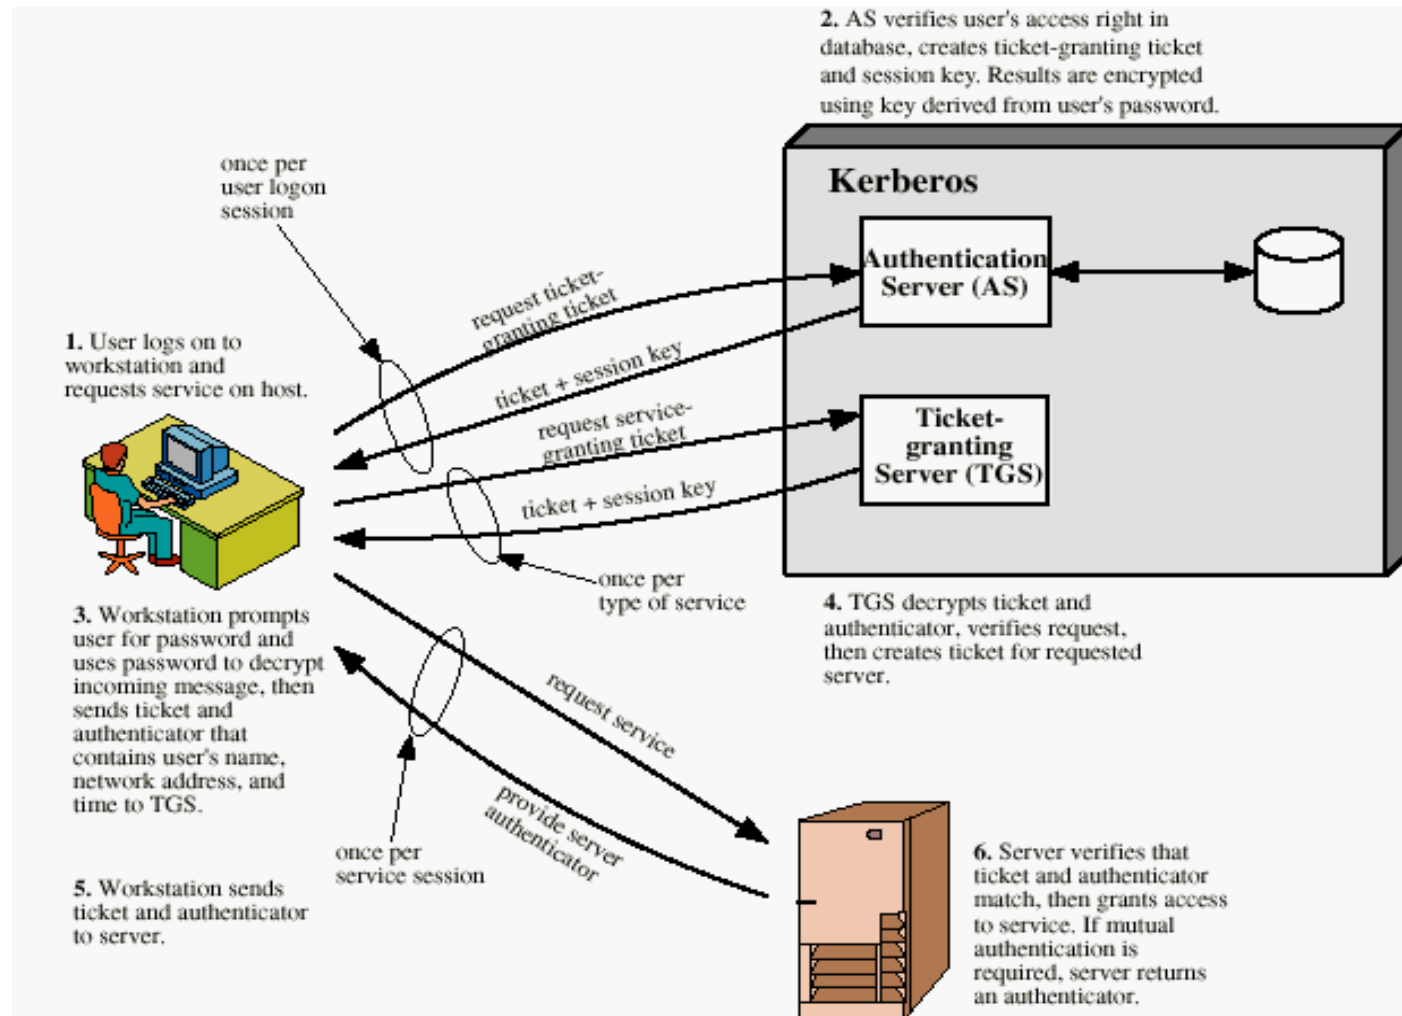 2. AS verifies user's access right in
database, creates ticket-granting ticket
and session key. Results are encrypted
using key derived from user's password.
once per
user logon
session
Kerberos
Authentication
Server (AS)
request ticket-
granting ticket
1. User logs on to
workstation and
requests service on host.
ticket + session key
request service-
granting ticket
Ticket-
granting
Server (TGS)
ticket + session key
once per
type of service
3. Workstation prompts
user for password and
uses password to decrypt
incoming message, then
sends ticket and
authenticator that
contains user's name,
network address, and
time to TGS.
4. TGS decrypts ticket and
authenticator, verifies request,
then creates ticket for requested
server.
request service
provide server
authenticator
once per
service session
5. Workstation sends
ticket and authenticator
to server.
6. Server verifies that
ticket and authenticator
match, then grants access
to service. If mutual
authentication is
required, server returns
an authenticator.